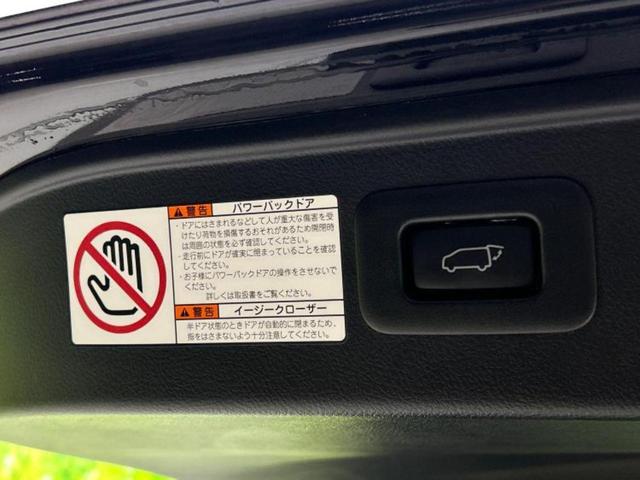 警告 パワーバックドア
・ドアにはさまれるなどして人が重大な傷害を受
けたり荷物を損傷するおそれがあるため開閉時
は周囲の状態を必ず確認してください。
・走行前にドアが確実に閉まっていることを確認
してください。
・お子様にパワーバックドアの操作をさせないで
ください。
詳しくは取扱書をご覧ください。
警告 イージークローザー
半ドア状態のときドアが自動的に閉まるため、
指をはさまないよう十分注意してください。